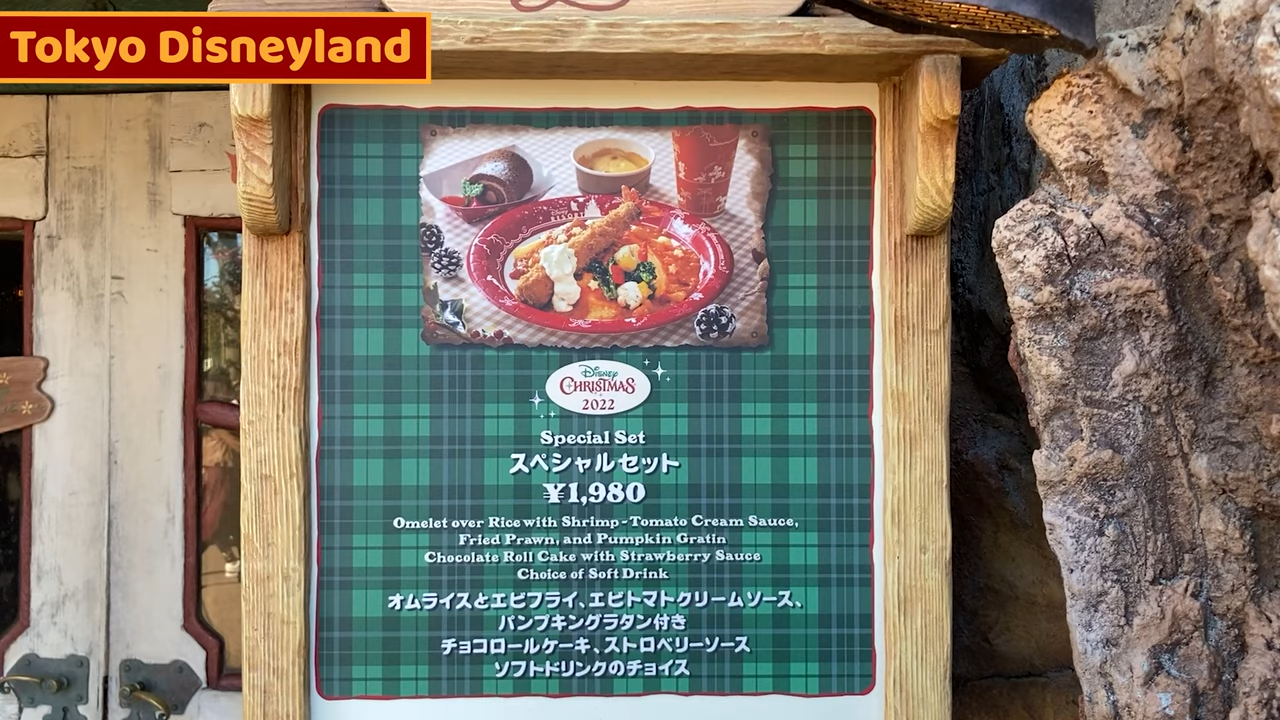 Tokyo Disneyland
Disney
CHRISTMAS
2022
Special Set
スペシャルセット
¥1,980
Omelet over Rice with Shrimp-Tomato Cream Sauce,
Fried Prawn, and Pumpkin Gratin
Chocolate Roll Cake with Strawberry Sauce
Choice of Soft Drink
オムライスとエビフライ、エビトマトクリームソース、
パンプキングラタン付き
チョコロールケーキ、ストロベリーソース
ソフトドリンクのチョイス